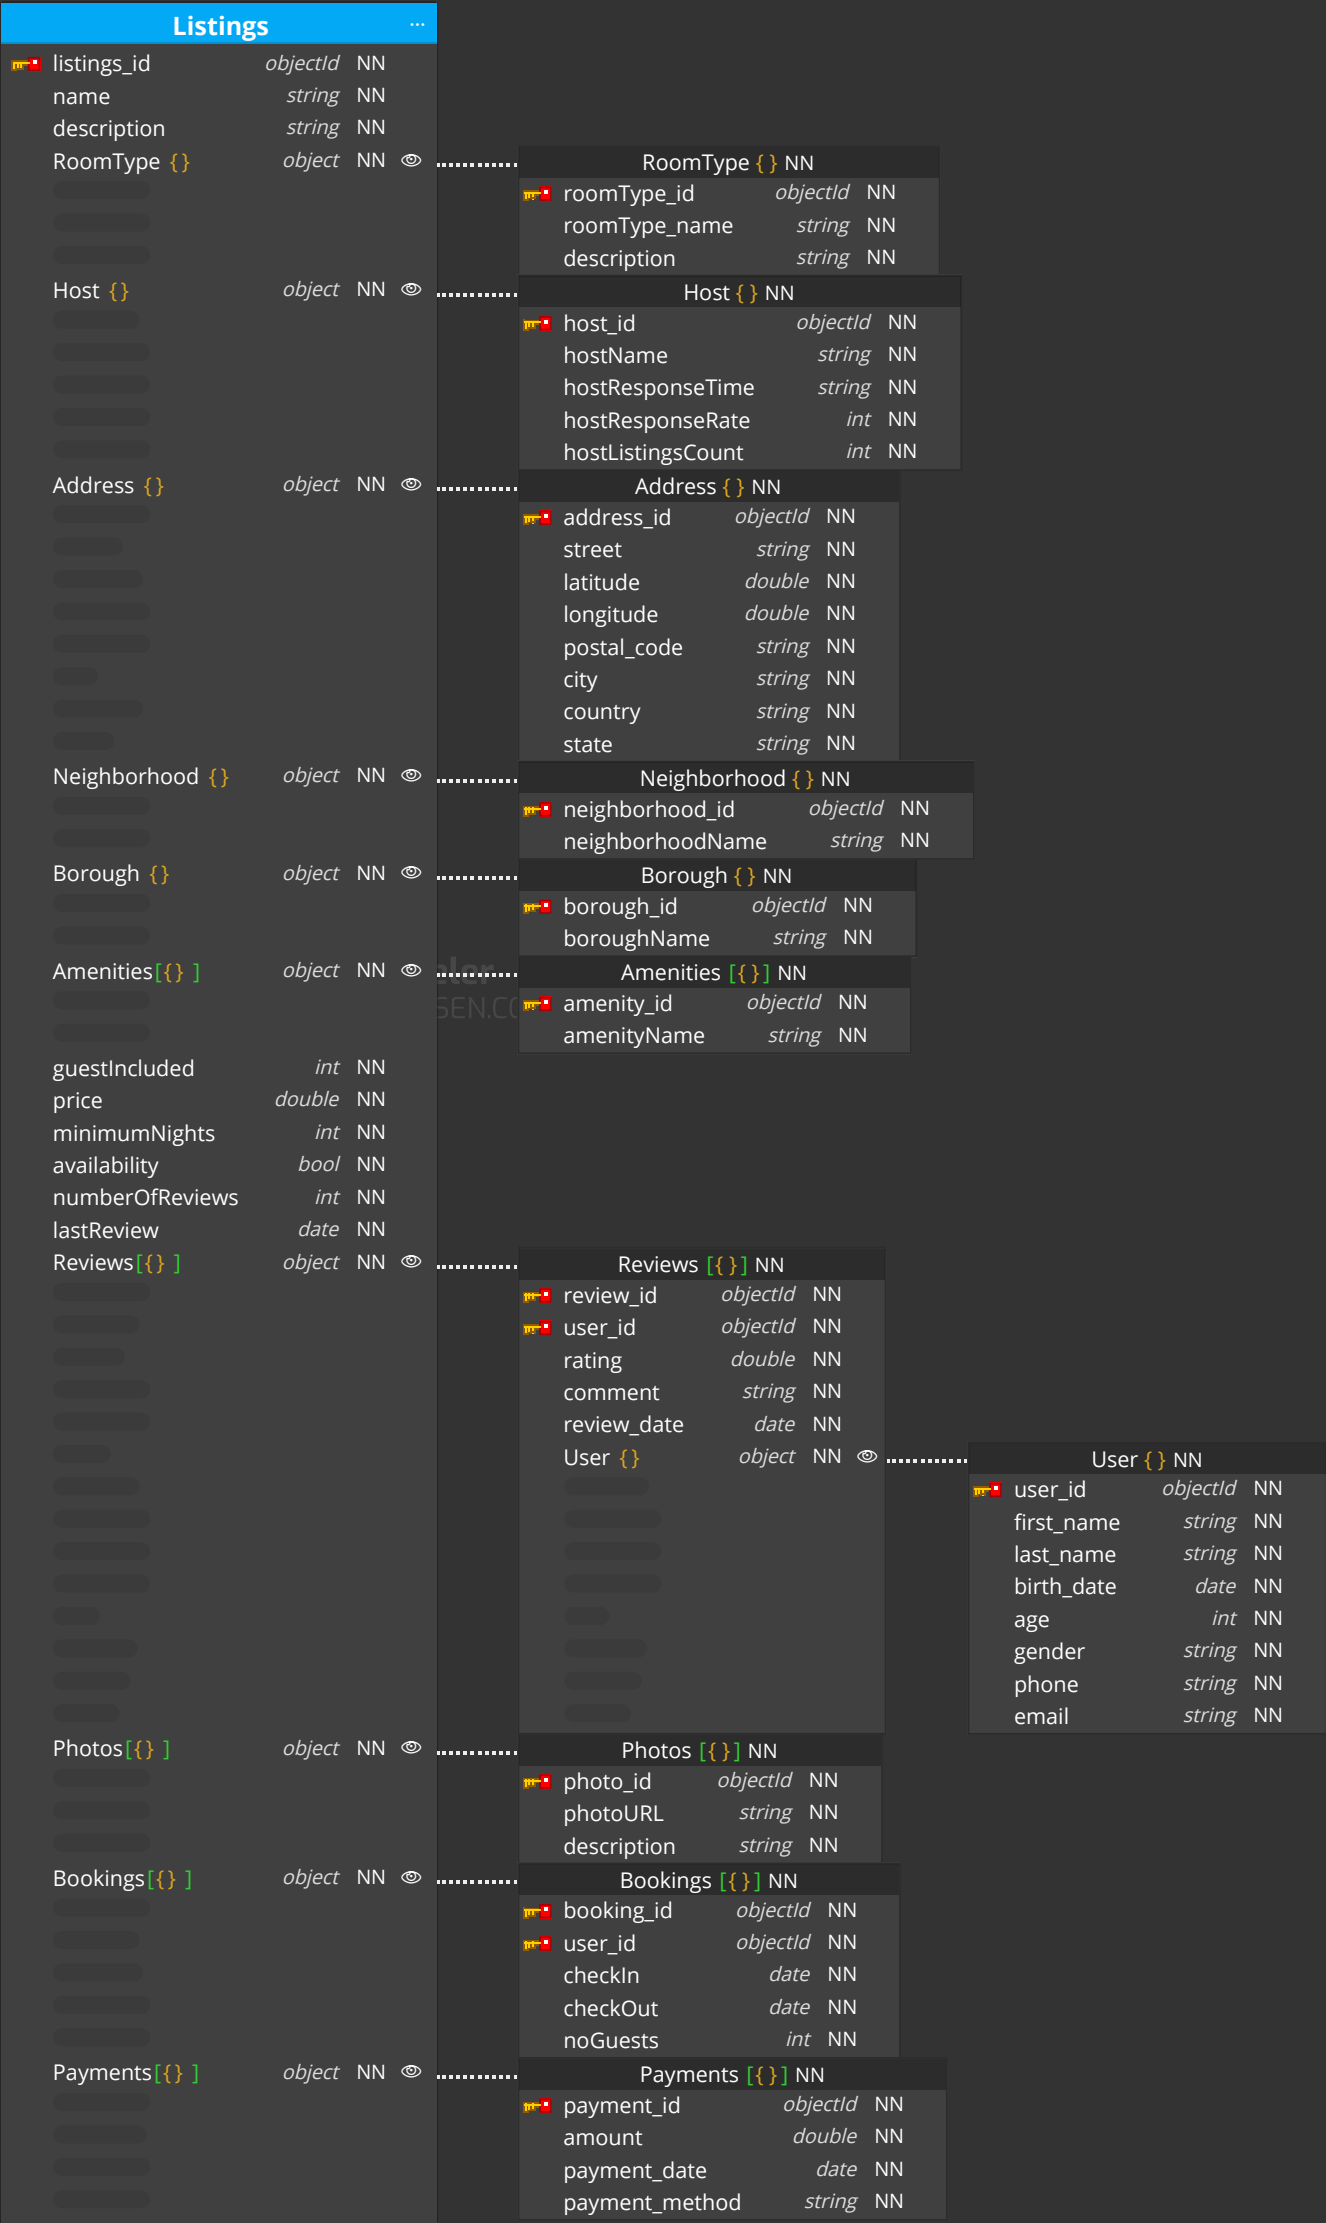 Listings ...
listings_id objectId NN
name string NN
description string NN
RoomType {} object NN
RoomType {} NN
roomType_id objectId NN
roomType_name string NN
description string NN
Host {} object NN
Host {} NN
host_id objectId NN
hostName string NN
hostResponseTime string NN
hostResponseRate int NN
hostListingsCount int NN
Address {} object NN
Address {} NN
address_id objectId NN
street string NN
latitude double NN
longitude double NN
postal_code string NN
city string NN
country string NN
state string NN
Neighborhood {} object NN
Neighborhood {} NN
neighborhood_id objectId NN
neighborhoodName string NN
Borough {} object NN
Borough {} NN
borough_id objectId NN
boroughName string NN
Amenities[{} ] object NN
Amenities [{}] NN
amenity_id objectId NN
amenityName string NN
guestIncluded int NN
price double NN
minimumNights int NN
availability bool NN
numberOfReviews int NN
lastReview date NN
Reviews[{} ] object NN
Reviews [{}] NN
review_id objectId NN
user_id objectId NN
rating double NN
comment string NN
review_date date NN
User {} object NN
User {} NN
user_id objectId NN
first_name string NN
last_name string NN
birth_date date NN
age int NN
gender string NN
phone string NN
email string NN
Photos[{} ] object NN
Photos [{}] NN
photo_id objectId NN
photoURL string NN
description string NN
Bookings[{} ] object NN
Bookings [{}] NN
booking_id objectId NN
user_id objectId NN
checkIn date NN
checkOut date NN
noGuests int NN
Payments[{} ] object NN
Payments [{}] NN
payment_id objectId NN
amount double NN
payment_date date NN
payment_method string NN